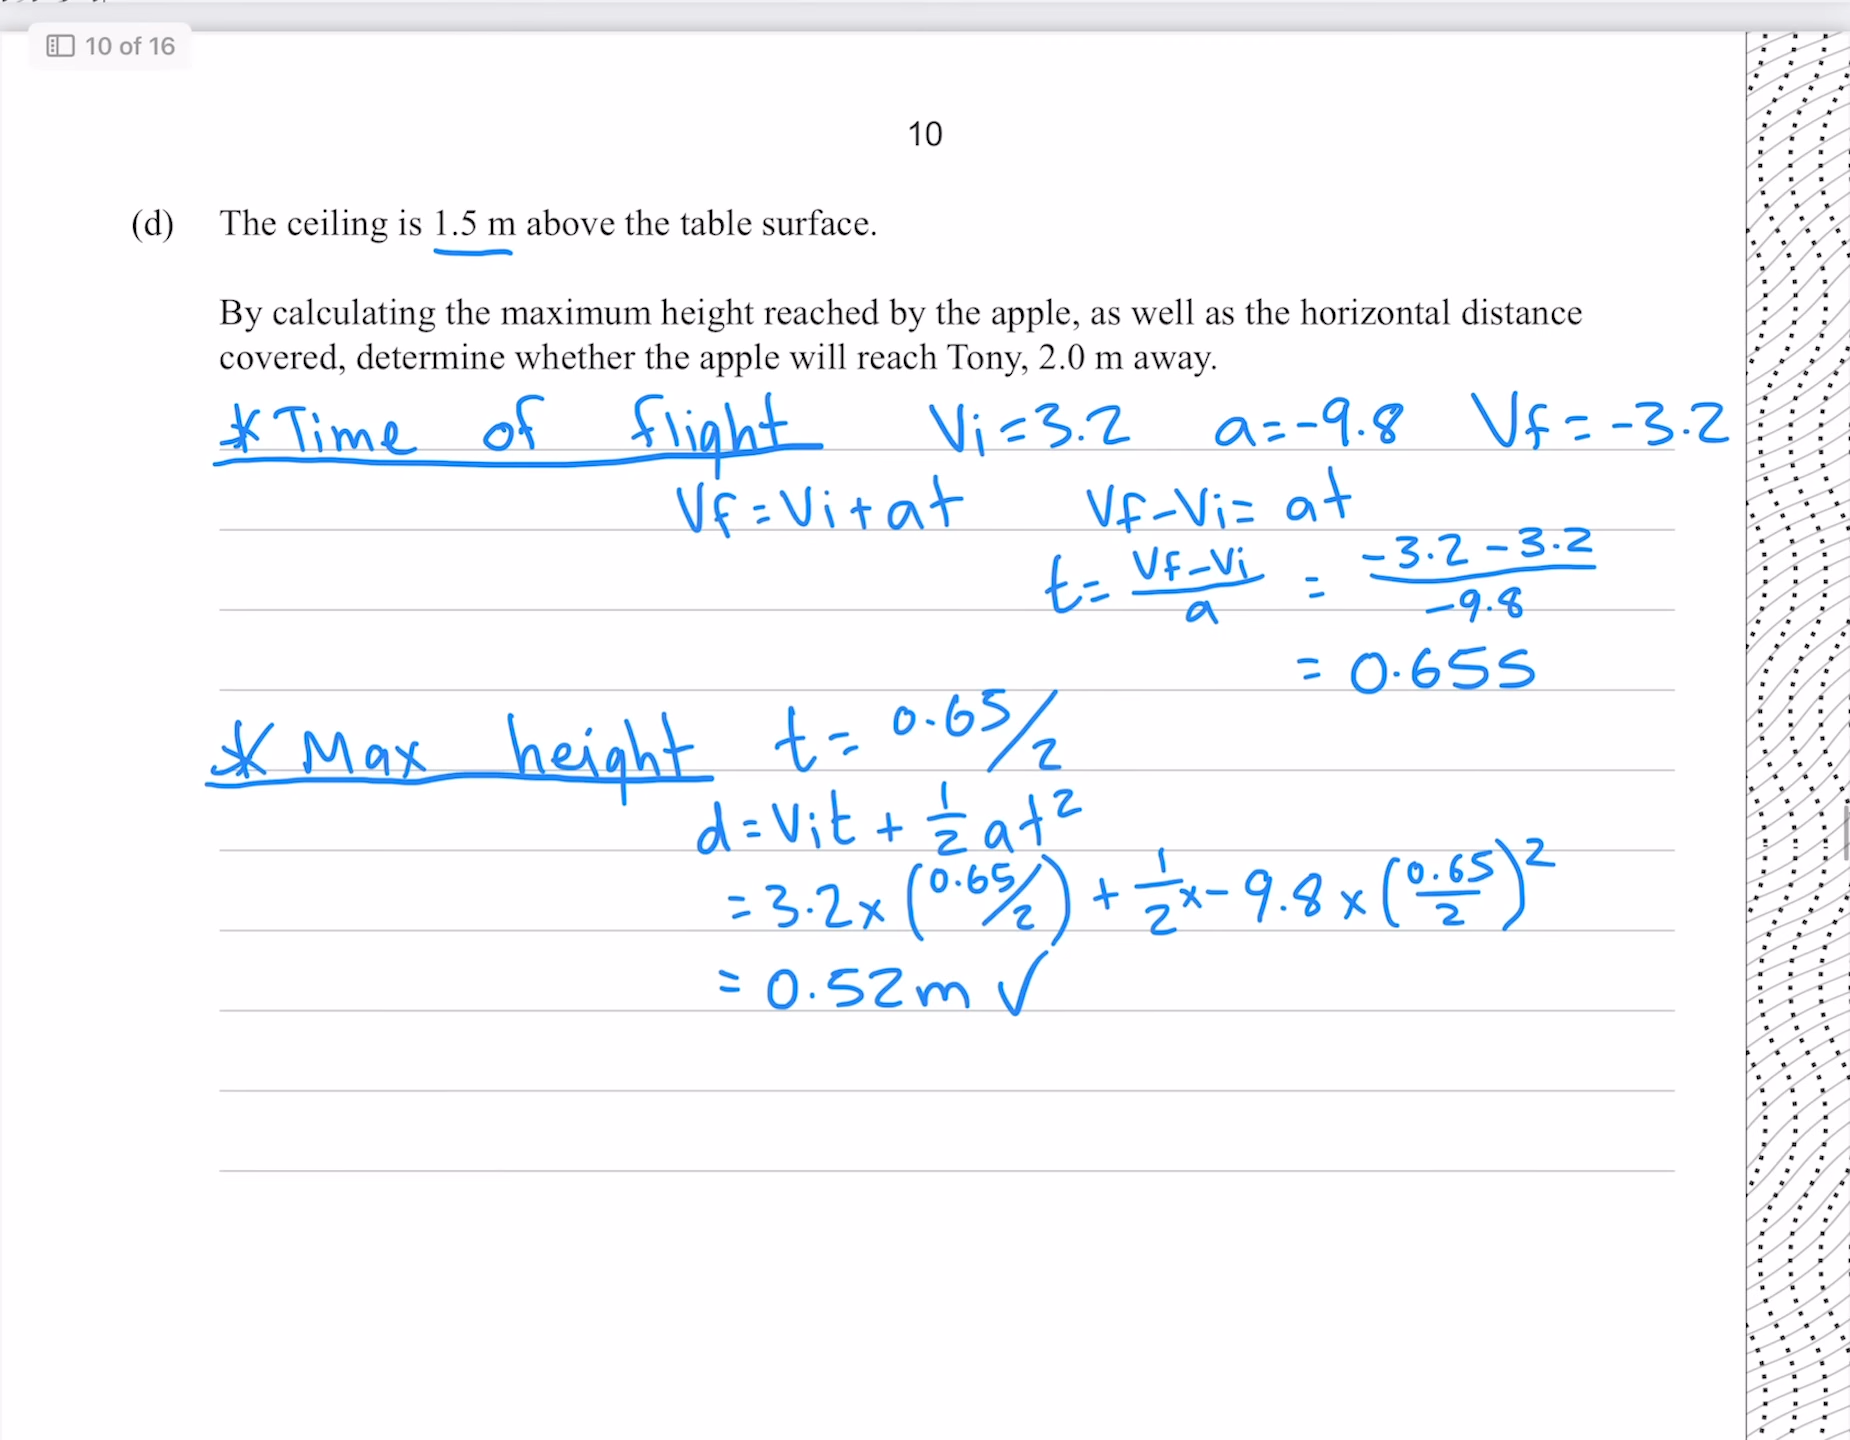 10 of 16
10
(d) The ceiling is 1.5 m above the table surface.
By calculating the maximum height reached by the apple, as well as the horizontal distance
covered, determine whether the apple will reach Tony, 2.0 m away.
* Time of flight Vi = 3.2 a = -9.8 Vf = -3.2
Vf = Vi + at Vf - Vi = at
t = (Vf - Vi)/a = (-3.2 - 3.2)/-9.8
= 0.65s
* Max height t = 0.65/2
d = Vit + 1/2 at²
= 3.2 x (0.65/2) + 1/2 x - 9.8 x (0.65/2)²
= 0.52m ✓